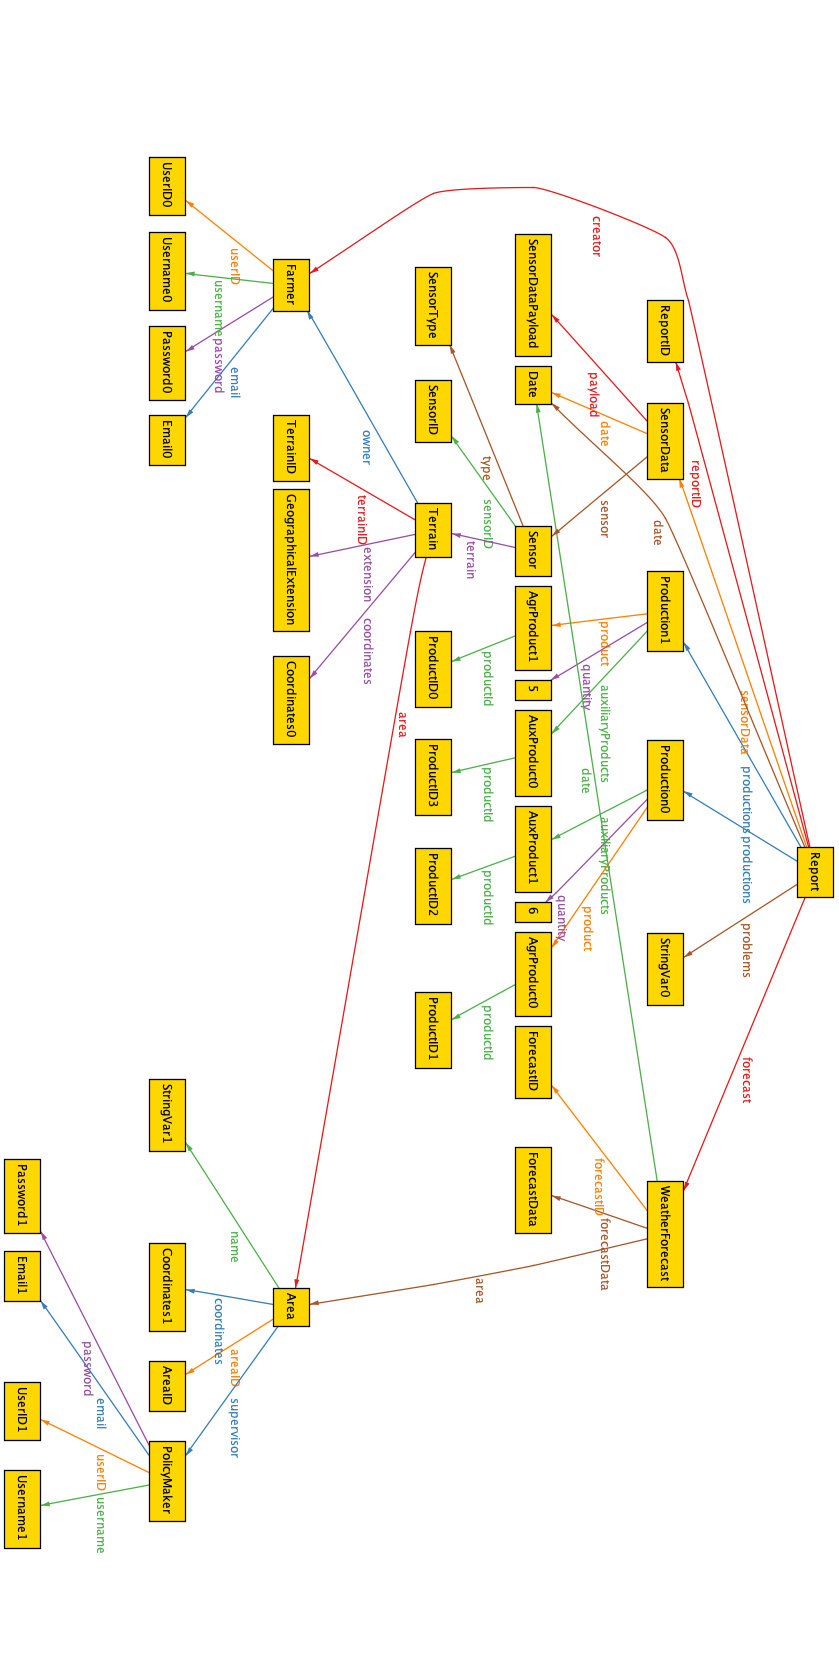 Report
creator
reportID
sensorData
date
productions
productions
problems
forecast
ReportID
SensorData
Production1
Production0
StringVar0
WeatherForecast
payload
date
sensor
product
quantity
auxiliaryProducts
auxiliaryProducts
quantity
product
date
forecastID
forecastData
area
SensorDataPayload
Date
Sensor
AgrProduct1
5
AuxProduct0
AuxProduct1
6
AgrProduct0
ForecastID
ForecastData
type
sensorID
terrain
productId
productId
productId
productId
SensorType
SensorID
Terrain
ProductID0
ProductID3
ProductID2
ProductID1
owner
terrainID
extension
coordinates
area
Farmer
TerrainID
GeographicalExtension
Coordinates0
Area
userID
username
password
email
name
coordinates
areaID
supervisor
UserID0
Username0
Password0
Email0
StringVar1
Coordinates1
AreaID
PolicyMaker
password
email
userID
username
Password1
Email1
UserID1
Username1